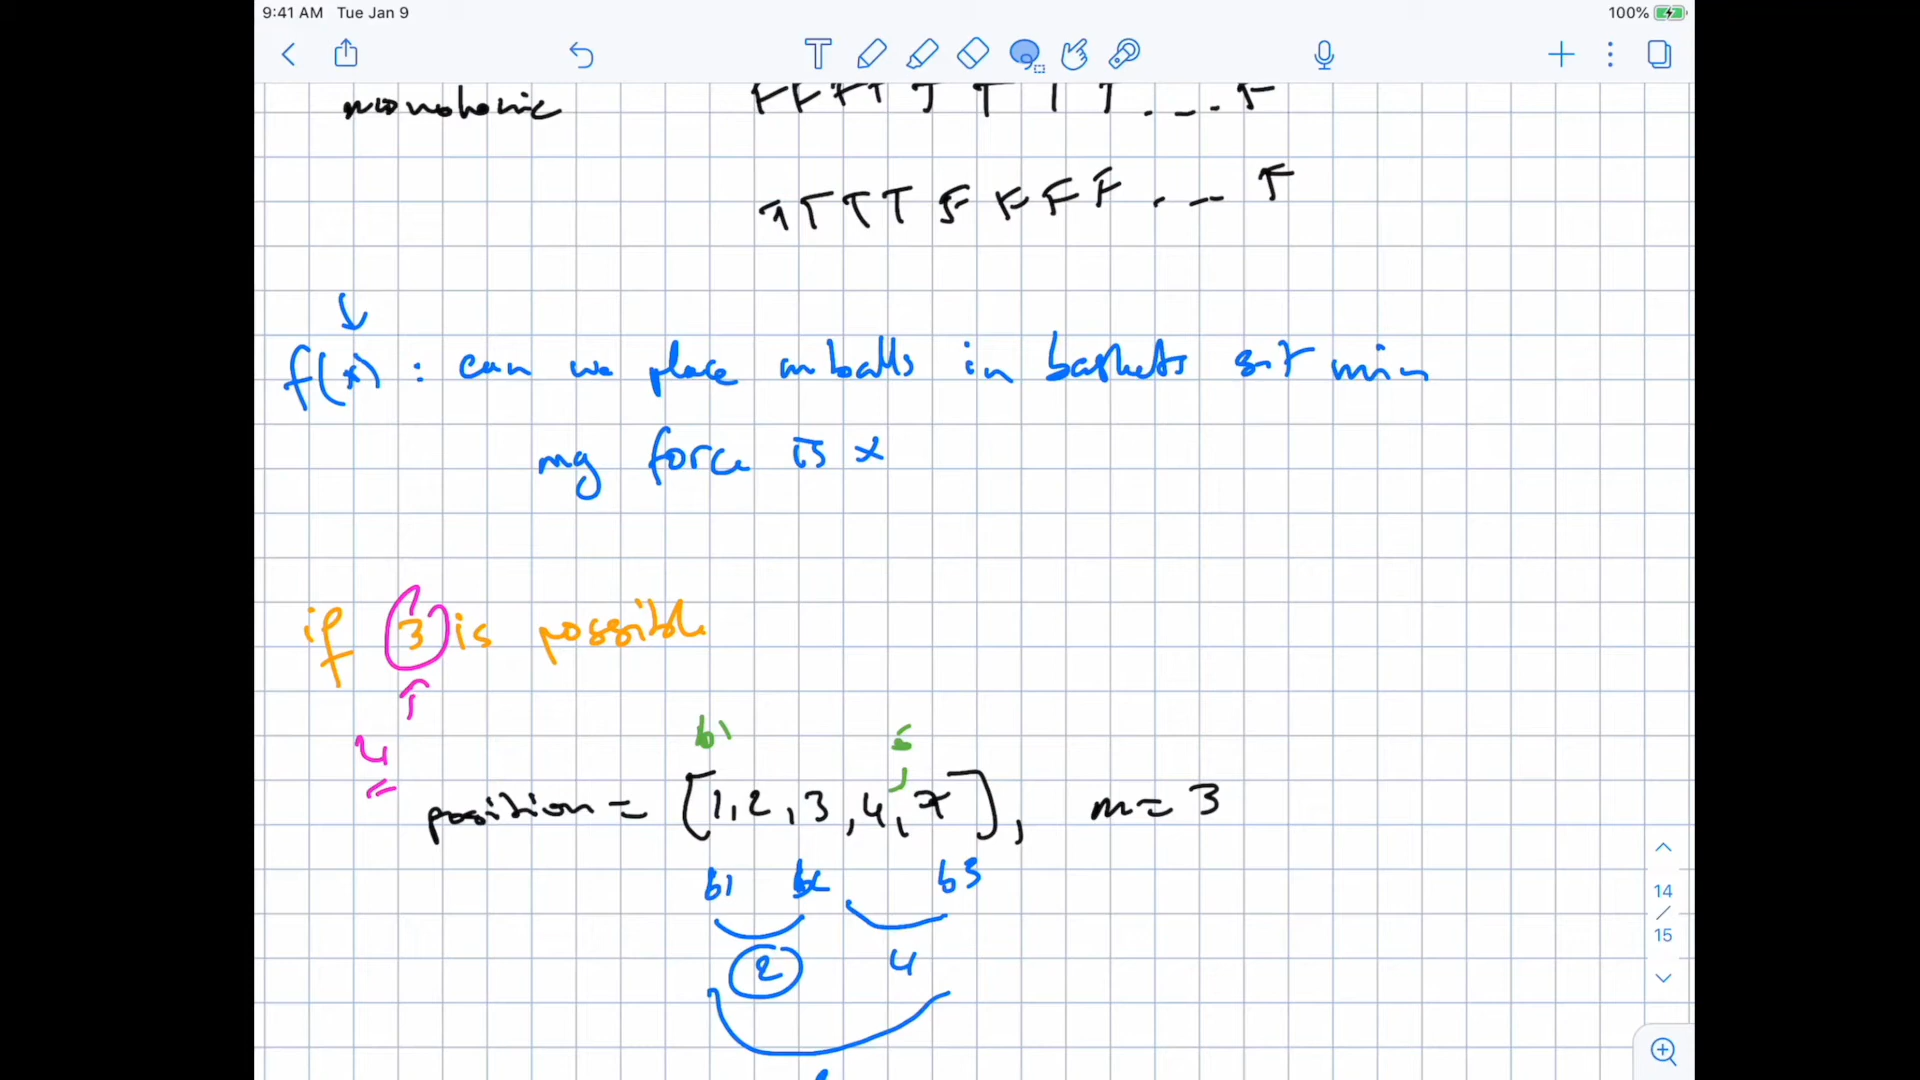 9:41 AM Tue Jan 9 100%
monotonic
T T T T F F F F . _ _ F
f(x) : can we place m balls in baskets s.t min
mg force is x
if 3 is possible
4
b1
position = [1,2,3,4,7], m = 3
b1 b2 b3
14
2 4
15